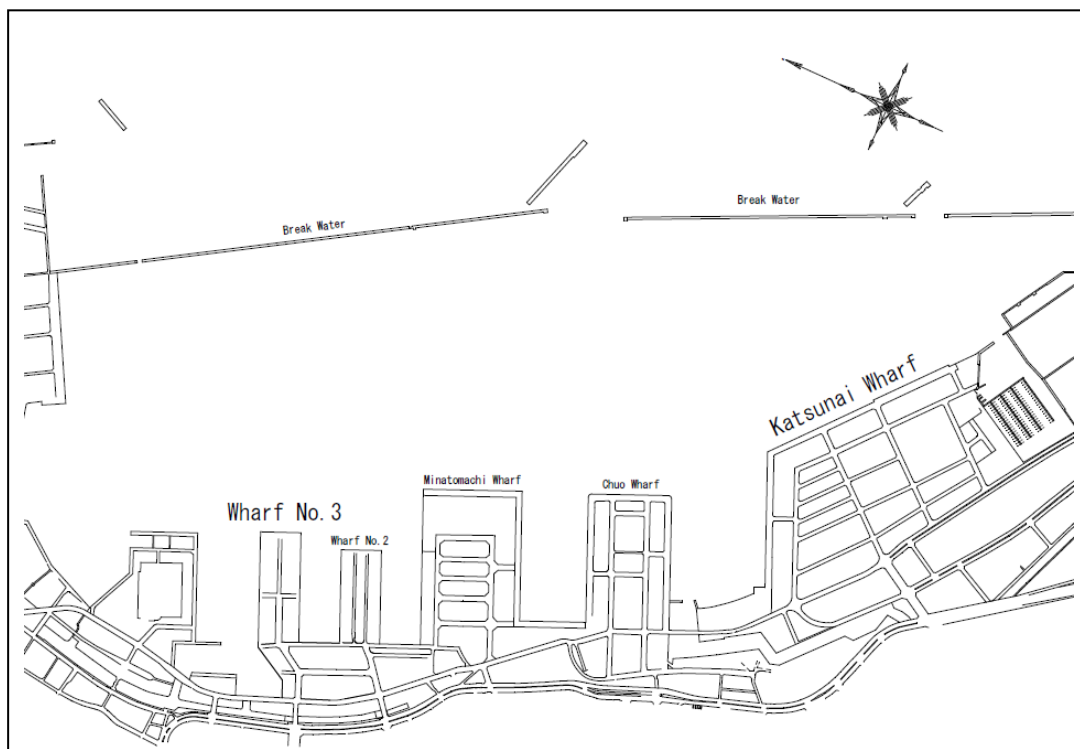 Break Water
Break Water
Katsunai Wharf
Minatomachi Wharf
Chuo Wharf
Wharf No.3
Wharf No.2